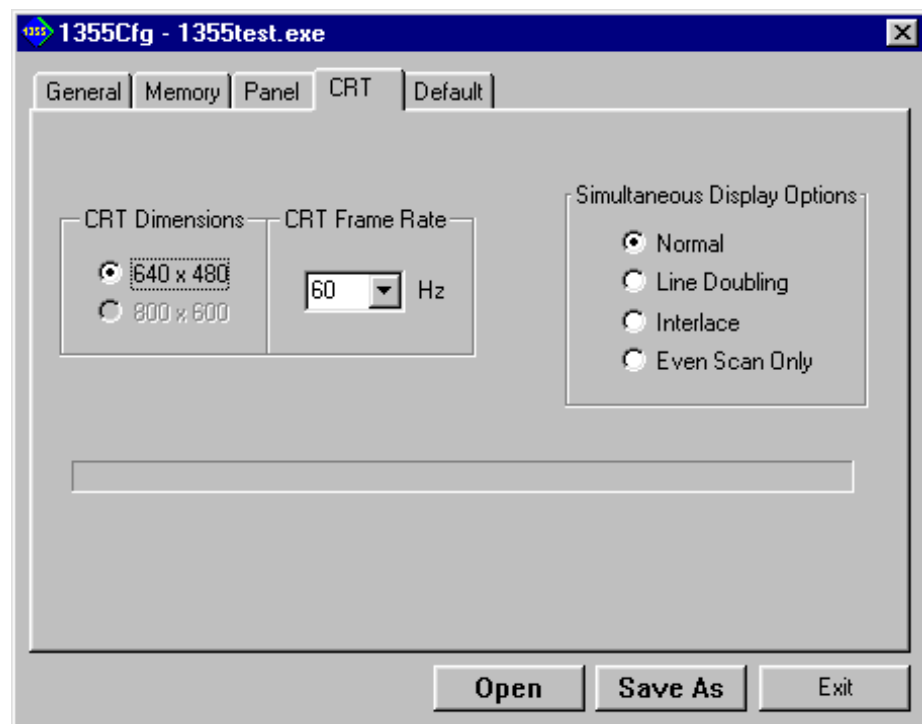 1355 1355Cfg - 1355test.exe
General Memory Panel CRT Default
CRT Dimensions
640 x 480
800 x 600
CRT Frame Rate
60 Hz
Simultaneous Display Options
Normal
Line Doubling
Interlace
Even Scan Only
Open Save As Exit